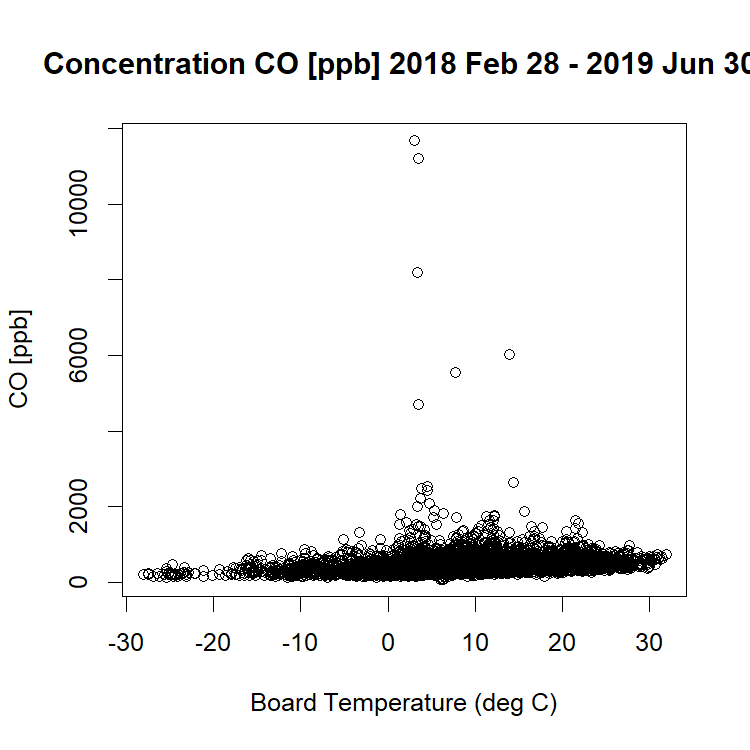 Concentration CO [ppb] 2018 Feb 28 - 2019 Jun 30
CO [ppb]
10000
6000
2000
0
-30 -20 -10 0 10 20 30
Board Temperature (deg C)